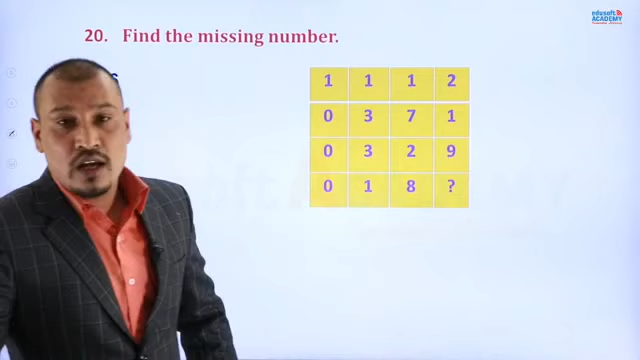 edusoft
ACADEMY
20. Find the missing number.
1 1 1 2
0 3 7 1
0 3 2 9
0 1 8 ?